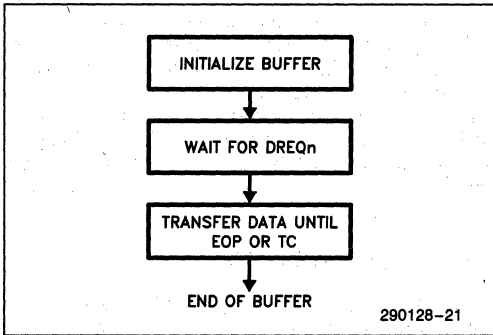 INITIALIZE BUFFER
WAIT FOR DREQn
TRANSFER DATA UNTIL
EOP OR TC
END OF BUFFER
290128-21